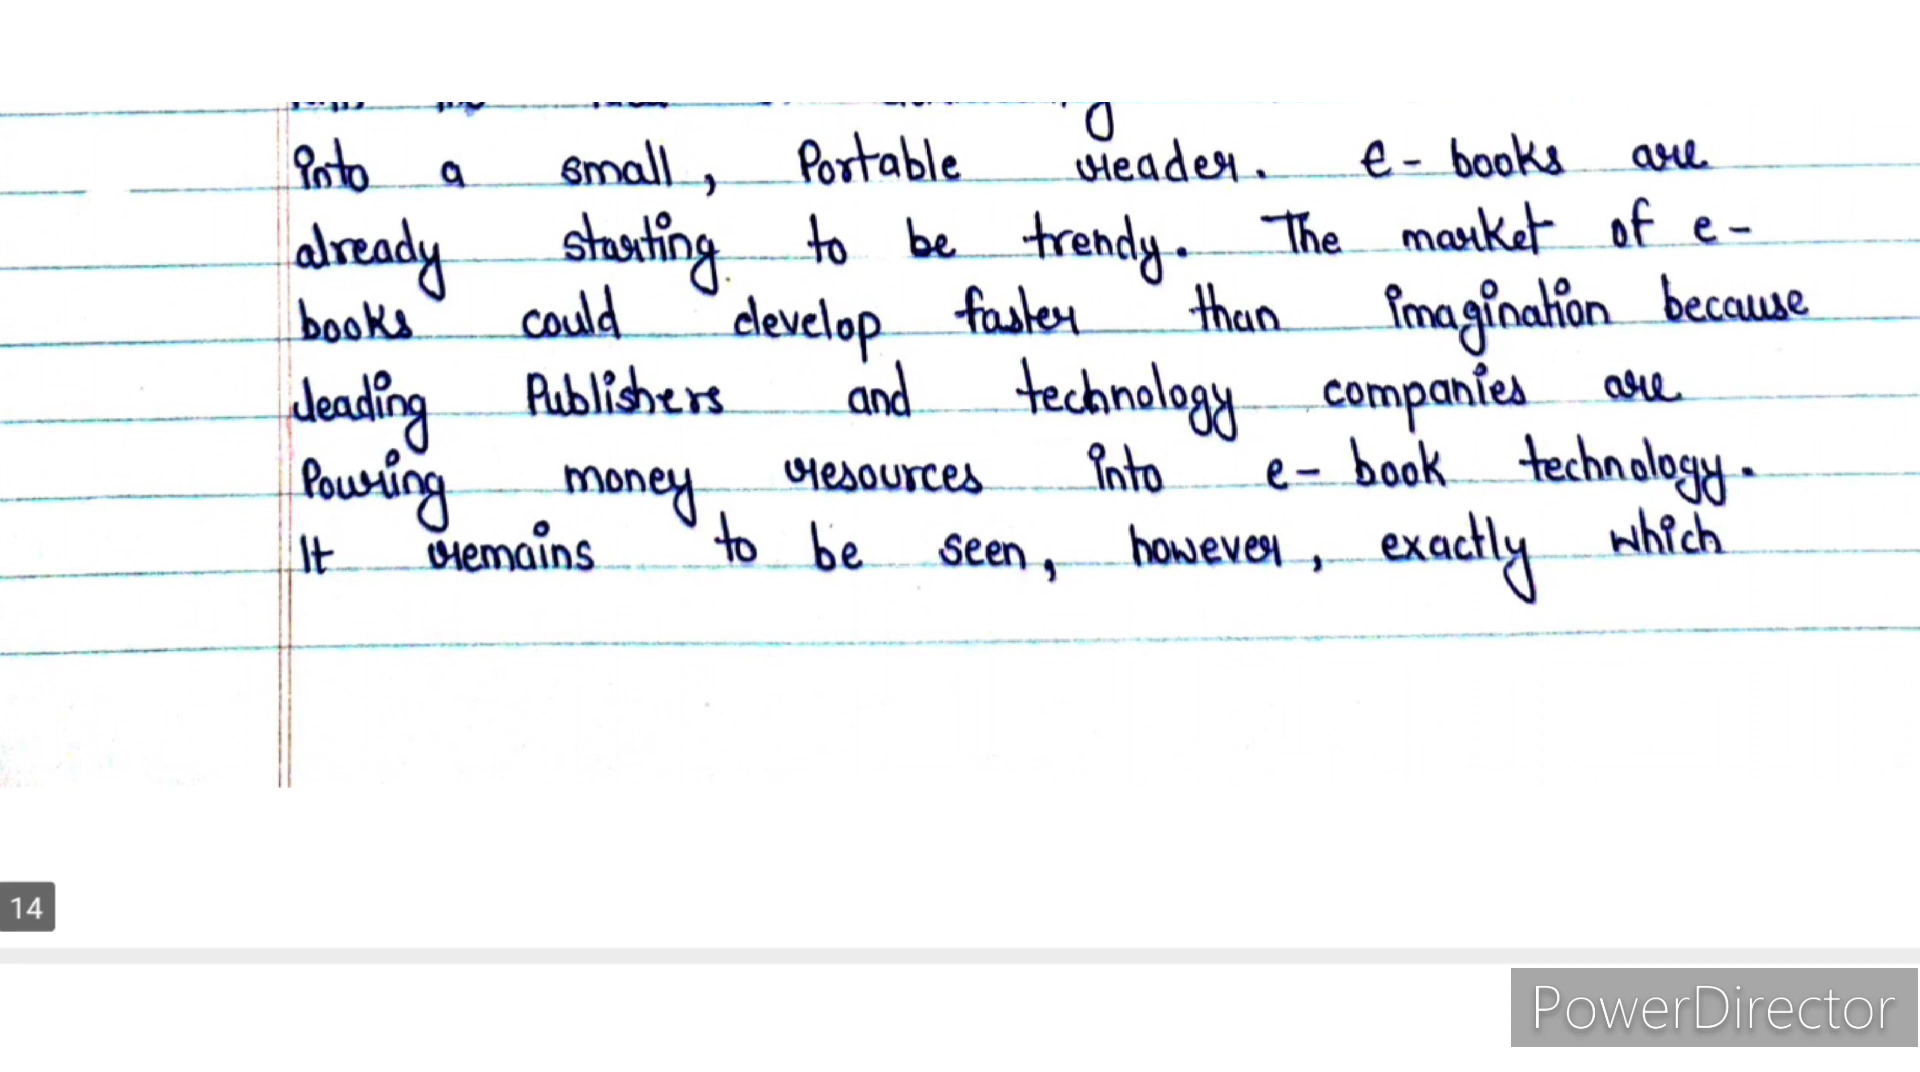 into a small, Portable reader. e- books are
already starting to be trendy. The market of e-
books could develop faster than imagination because
leading Publishers and technology companies are
Pouring money resources into e- book technology.
It remains to be seen, however, exactly which
14
PowerDirector